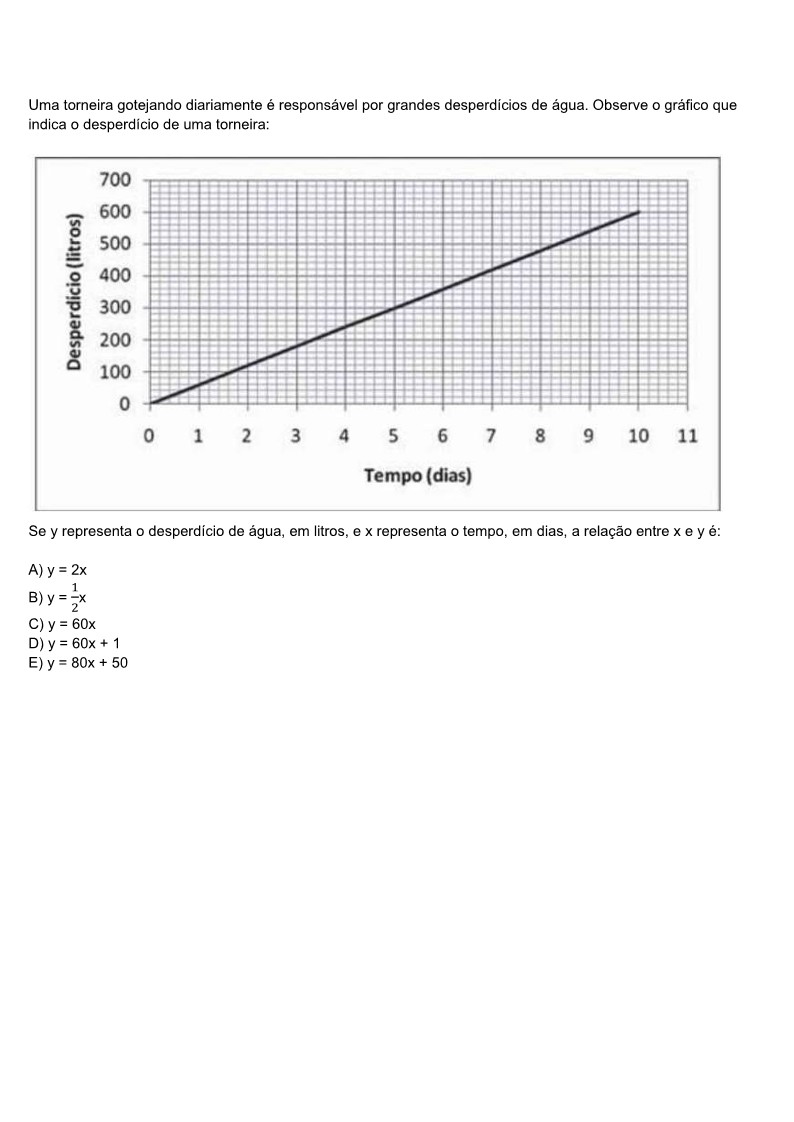 Uma torneira gotejando diariamente é responsável por grandes desperdícios de água. Observe o gráfico que
indica o desperdício de uma torneira:
700
600
500
400
300
200
100
0
Desperdicio (litros)
0 1 2 3 4 5 6 7 8 9 10 11
Tempo (dias)
Se y representa o desperdício de água, em litros, e x representa o tempo, em dias, a relação entre x e y é:
A) y = 2x
B) y = 1/2 x
C) y = 60x
D) y = 60x + 1
E) y = 80x + 50